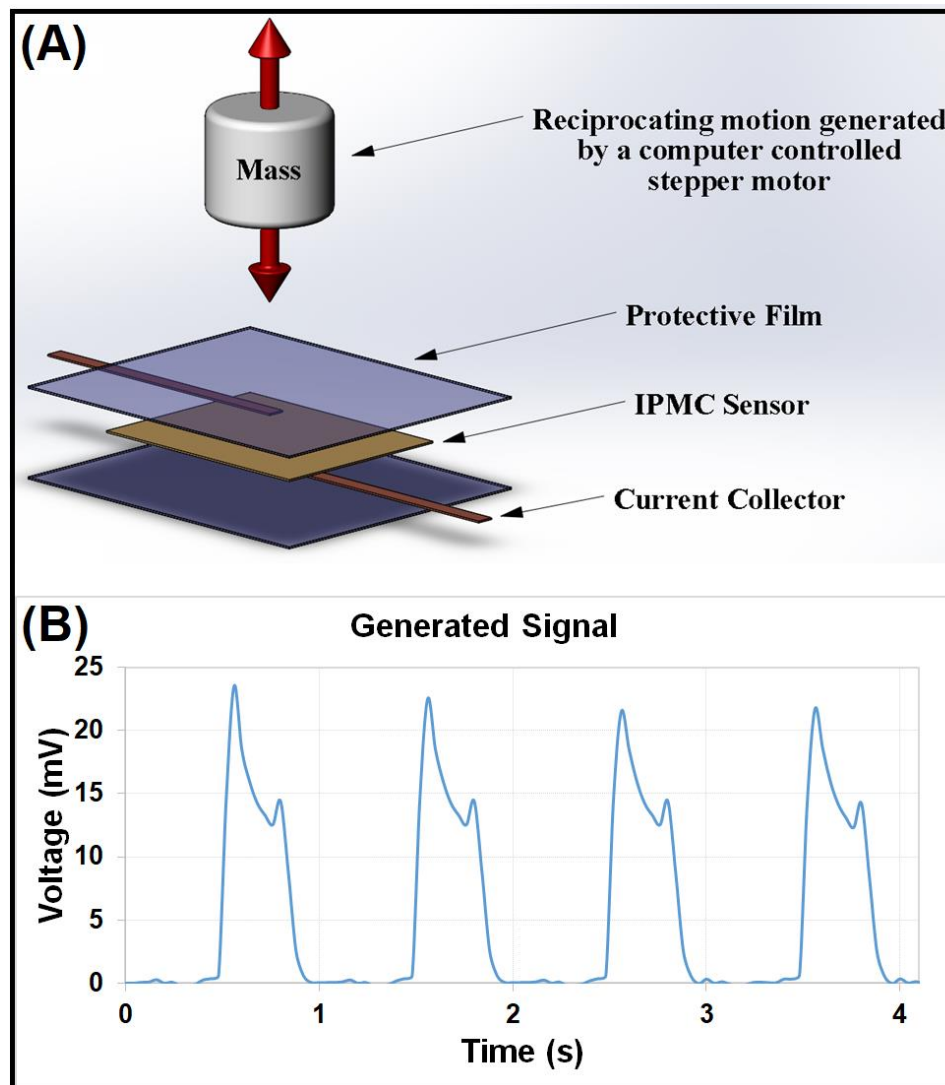 (A)
Mass
Reciprocating motion generated
by a computer controlled
stepper motor
Protective Film
IPMC Sensor
Current Collector
(B)
Generated Signal
25
20
15
10
5
0
Voltage (mV)
0 1 2 3 4
Time (s)